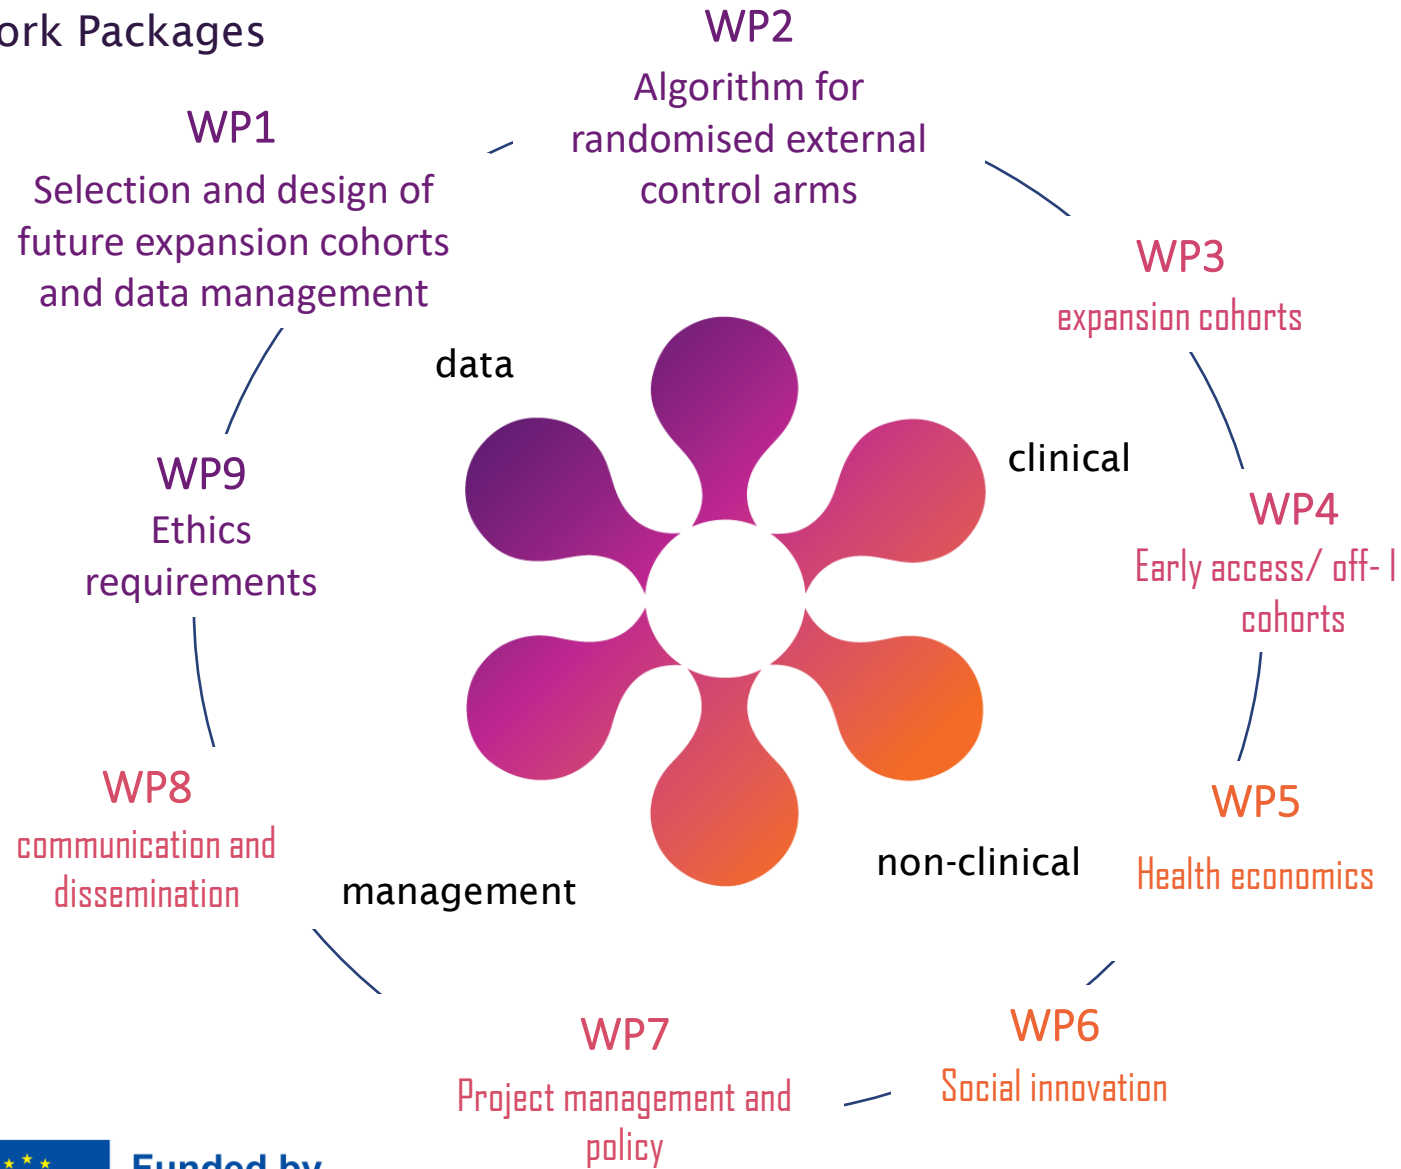 ork Packages
WP1
Selection and design of
future expansion cohorts
and data management
WP2
Algorithm for
randomised external
control arms
WP3
expansion cohorts
data
clinical
WP9
Ethics
requirements
WP4
Early access/ off- l
cohorts
WP8
communication and
dissemination
management
non-clinical
WP5
Health economics
WP7
Project management and
policy
WP6
Social innovation
Funded by